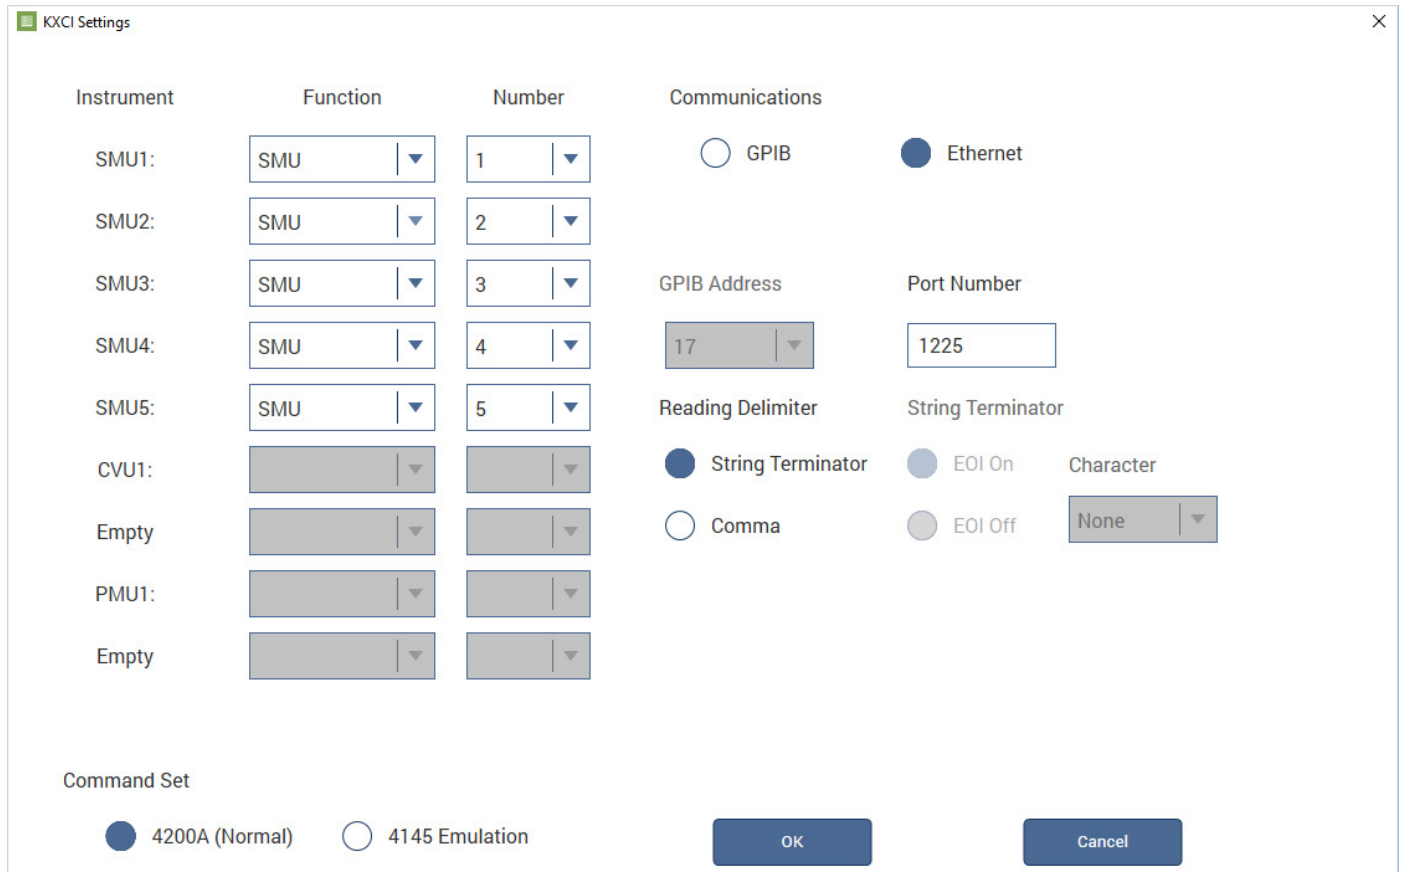 KXCI Settings
Instrument Function Number Communications
SMU1: SMU 1 GPIB Ethernet
SMU2: SMU 2
SMU3: SMU 3 GPIB Address Port Number
SMU4: SMU 4 17 1225
SMU5: SMU 5 Reading Delimiter String Terminator
CVU1: String Terminator EOI On Character
Empty Comma EOI Off None
PMU1:
Empty
Command Set
4200A (Normal) 4145 Emulation OK Cancel